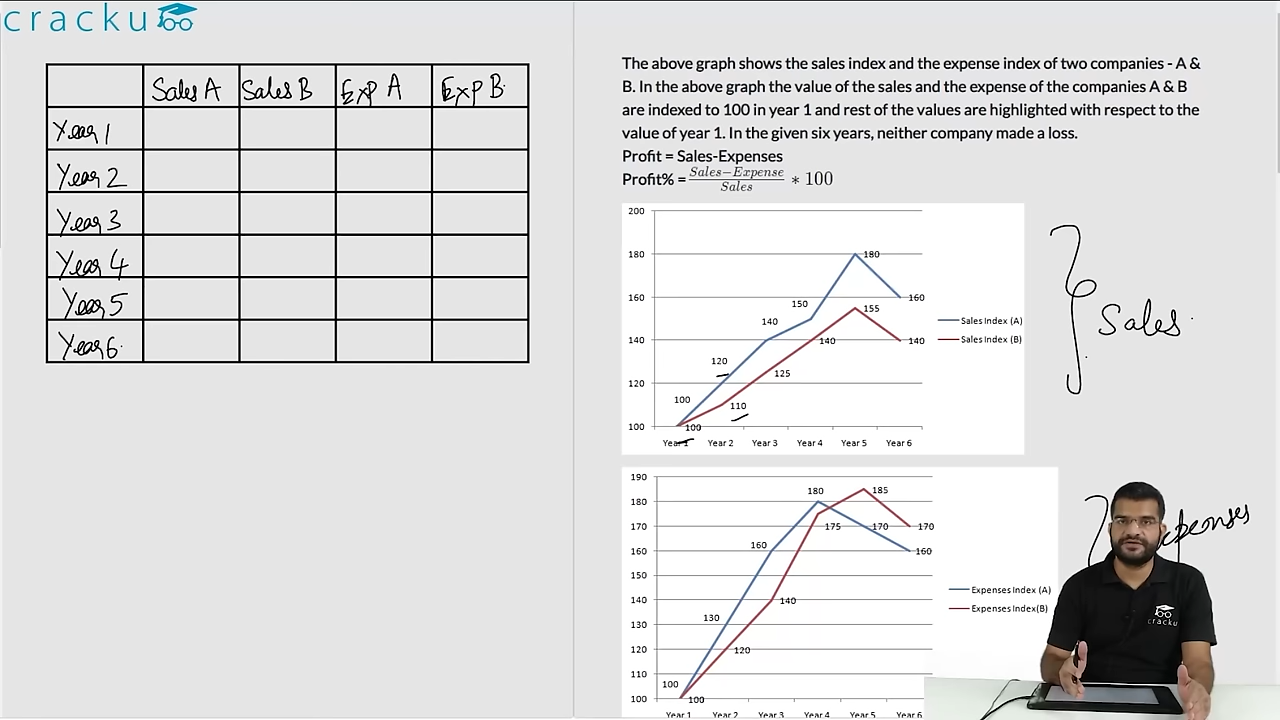 cracku
Sales A Sales B Exp A Exp B
Year 1
Year 2
Year 3
Year 4
Year 5
Year 6
The above graph shows the sales index and the expense index of two companies - A &
B. In the above graph the value of the sales and the expense of the companies A & B
are indexed to 100 in year 1 and rest of the values are highlighted with respect to the
value of year 1. In the given six years, neither company made a loss.
Profit = Sales-Expenses
Profit% = Sales−Expense / Sales * 100
200
180
160
140
120
100
180
160
150
155
140
140
140
120
125
110
100
100
Year 1 Year 2 Year 3 Year 4 Year 5 Year 6
Sales Index (A)
Sales Index (B)
Sales
190
180
170
160
150
140
130
120
110
100
180
185
175
170
170
160
160
140
130
120
100
100
Year 1 Year 2 Year 3 Year 4 Year 5 Year 6
Expenses Index (A)
Expenses Index(B)
cracku